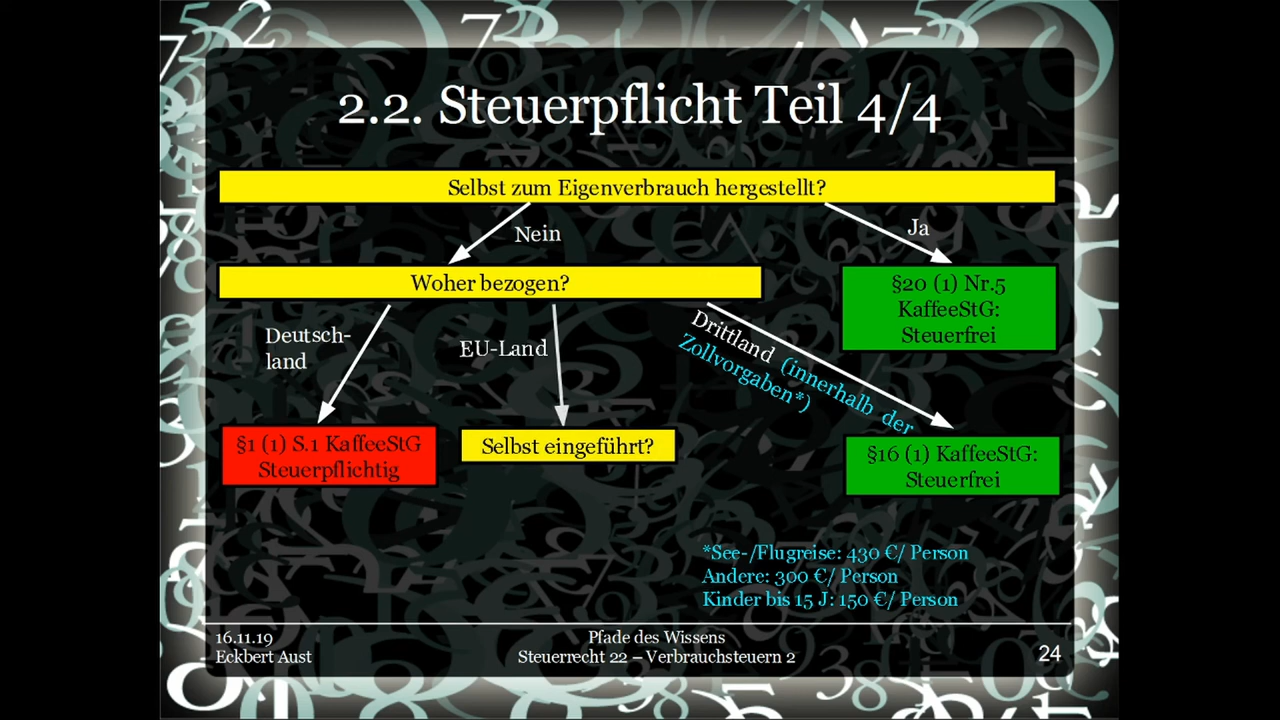 2.2. Steuerpflicht Teil 4/4
Selbst zum Eigenverbrauch hergestellt?
Nein
Ja
Woher bezogen?
§20 (1) Nr.5
KaffeeStG:
Steuerfrei
Deutsch-
land
EU-Land
Drittland (innerhalb der
Zollvorgaben*)
§1 (1) S.1 KaffeeStG
Steuerpflichtig
Selbst eingeführt?
§16 (1) KaffeeStG:
Steuerfrei
*See-/Flugreise: 430 €/ Person
Andere: 300 €/ Person
Kinder bis 15 J: 150 €/ Person
16.11.19
Eckbert Aust
Pfade des Wissens
Steuerrecht 22 – Verbrauchsteuern 2
24